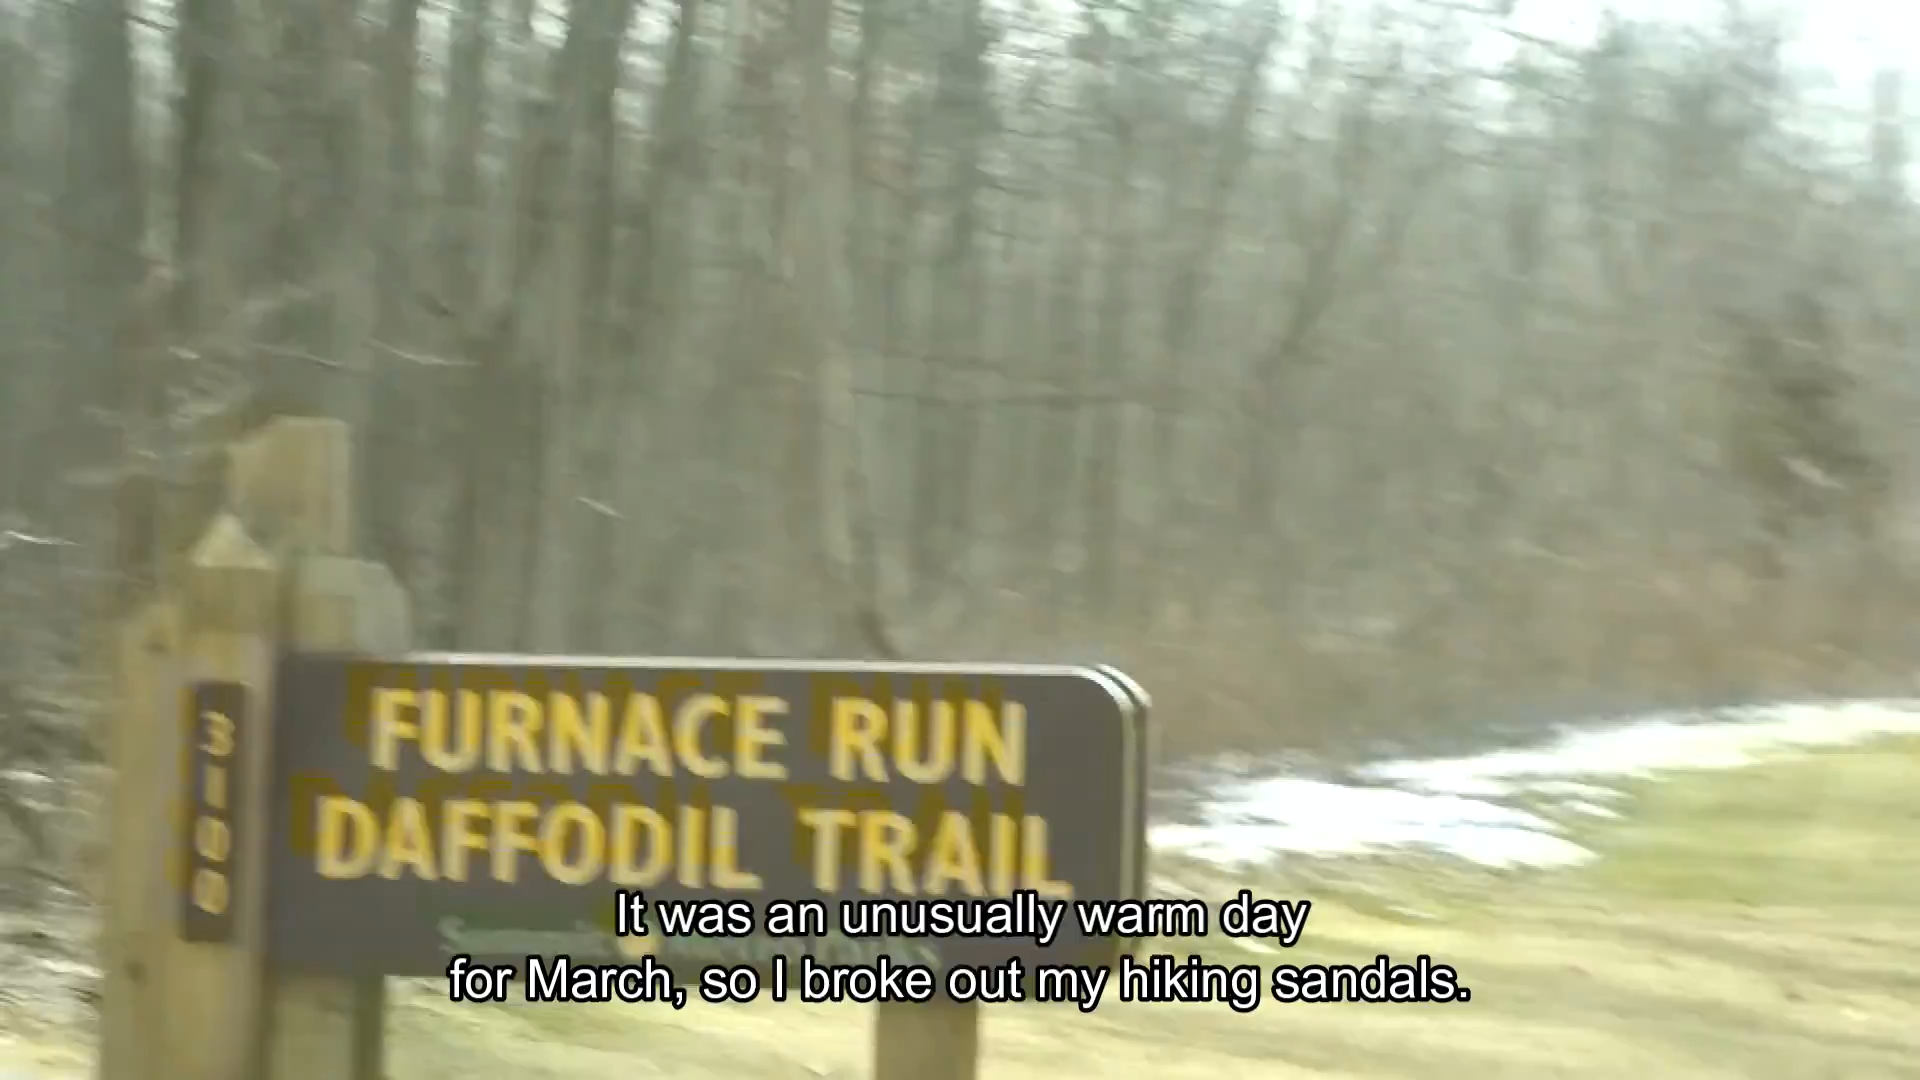 3100
FURNACE RUN
DAFFODIL TRAIL
It was an unusually warm day
for March, so I broke out my hiking sandals.